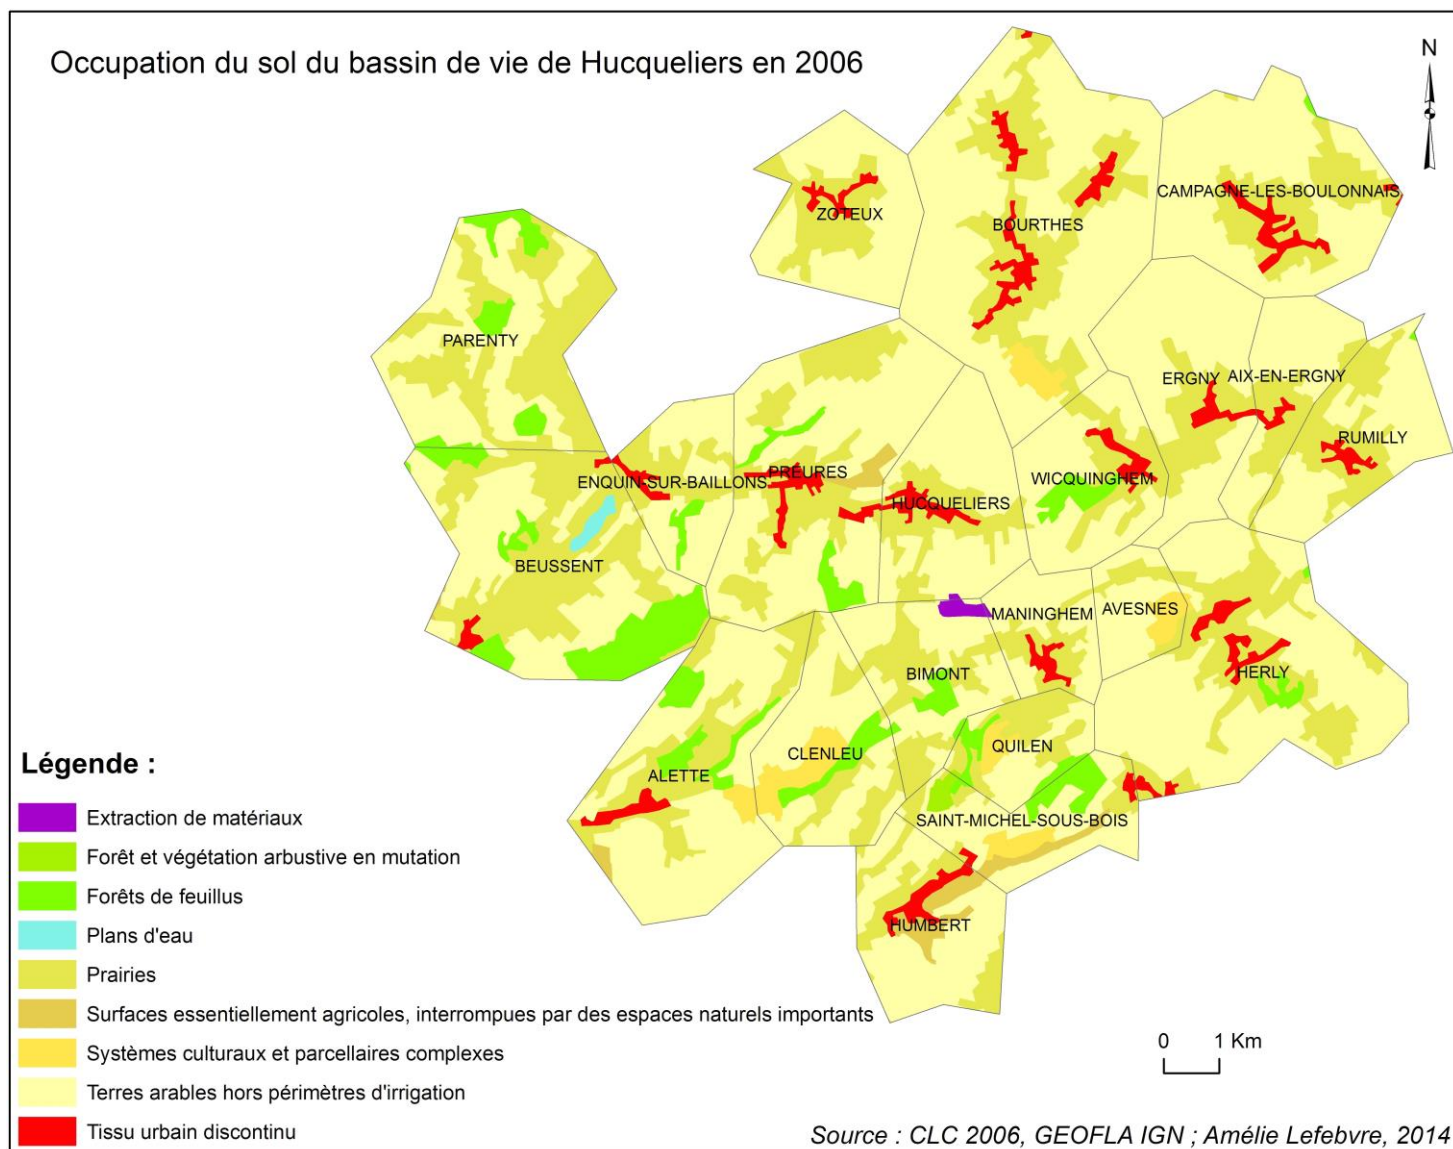 Occupation du sol du bassin de vie de Hucqueliers en 2006
N
CAMPAGNE-LES-BOULONNAIS
ZOTEUX
BOURTHES
PARENTY
ERGNY
AIX-EN-ERGNY
RUMILLY
PREURES
ENQUIN-SUR-BAILLONS
WICQUINGHEM
HUCQUELIERS
BEUSSENT
MANINGHEM
AVESNES
BIMONT
HERLY
QUILEN
CLENLEU
ALETTE
SAINT-MICHEL-SOUS-BOIS
HUMBERT
Légende :
Extraction de matériaux
Forêt et végétation arbustive en mutation
Forêts de feuillus
Plans d'eau
Prairies
Surfaces essentiellement agricoles, interrompues par des espaces naturels importants
Systèmes culturaux et parcellaires complexes
Terres arables hors périmètres d'irrigation
Tissu urbain discontinu
0 1 Km
Source : CLC 2006, GEOFLA IGN ; Amélie Lefebvre, 2014